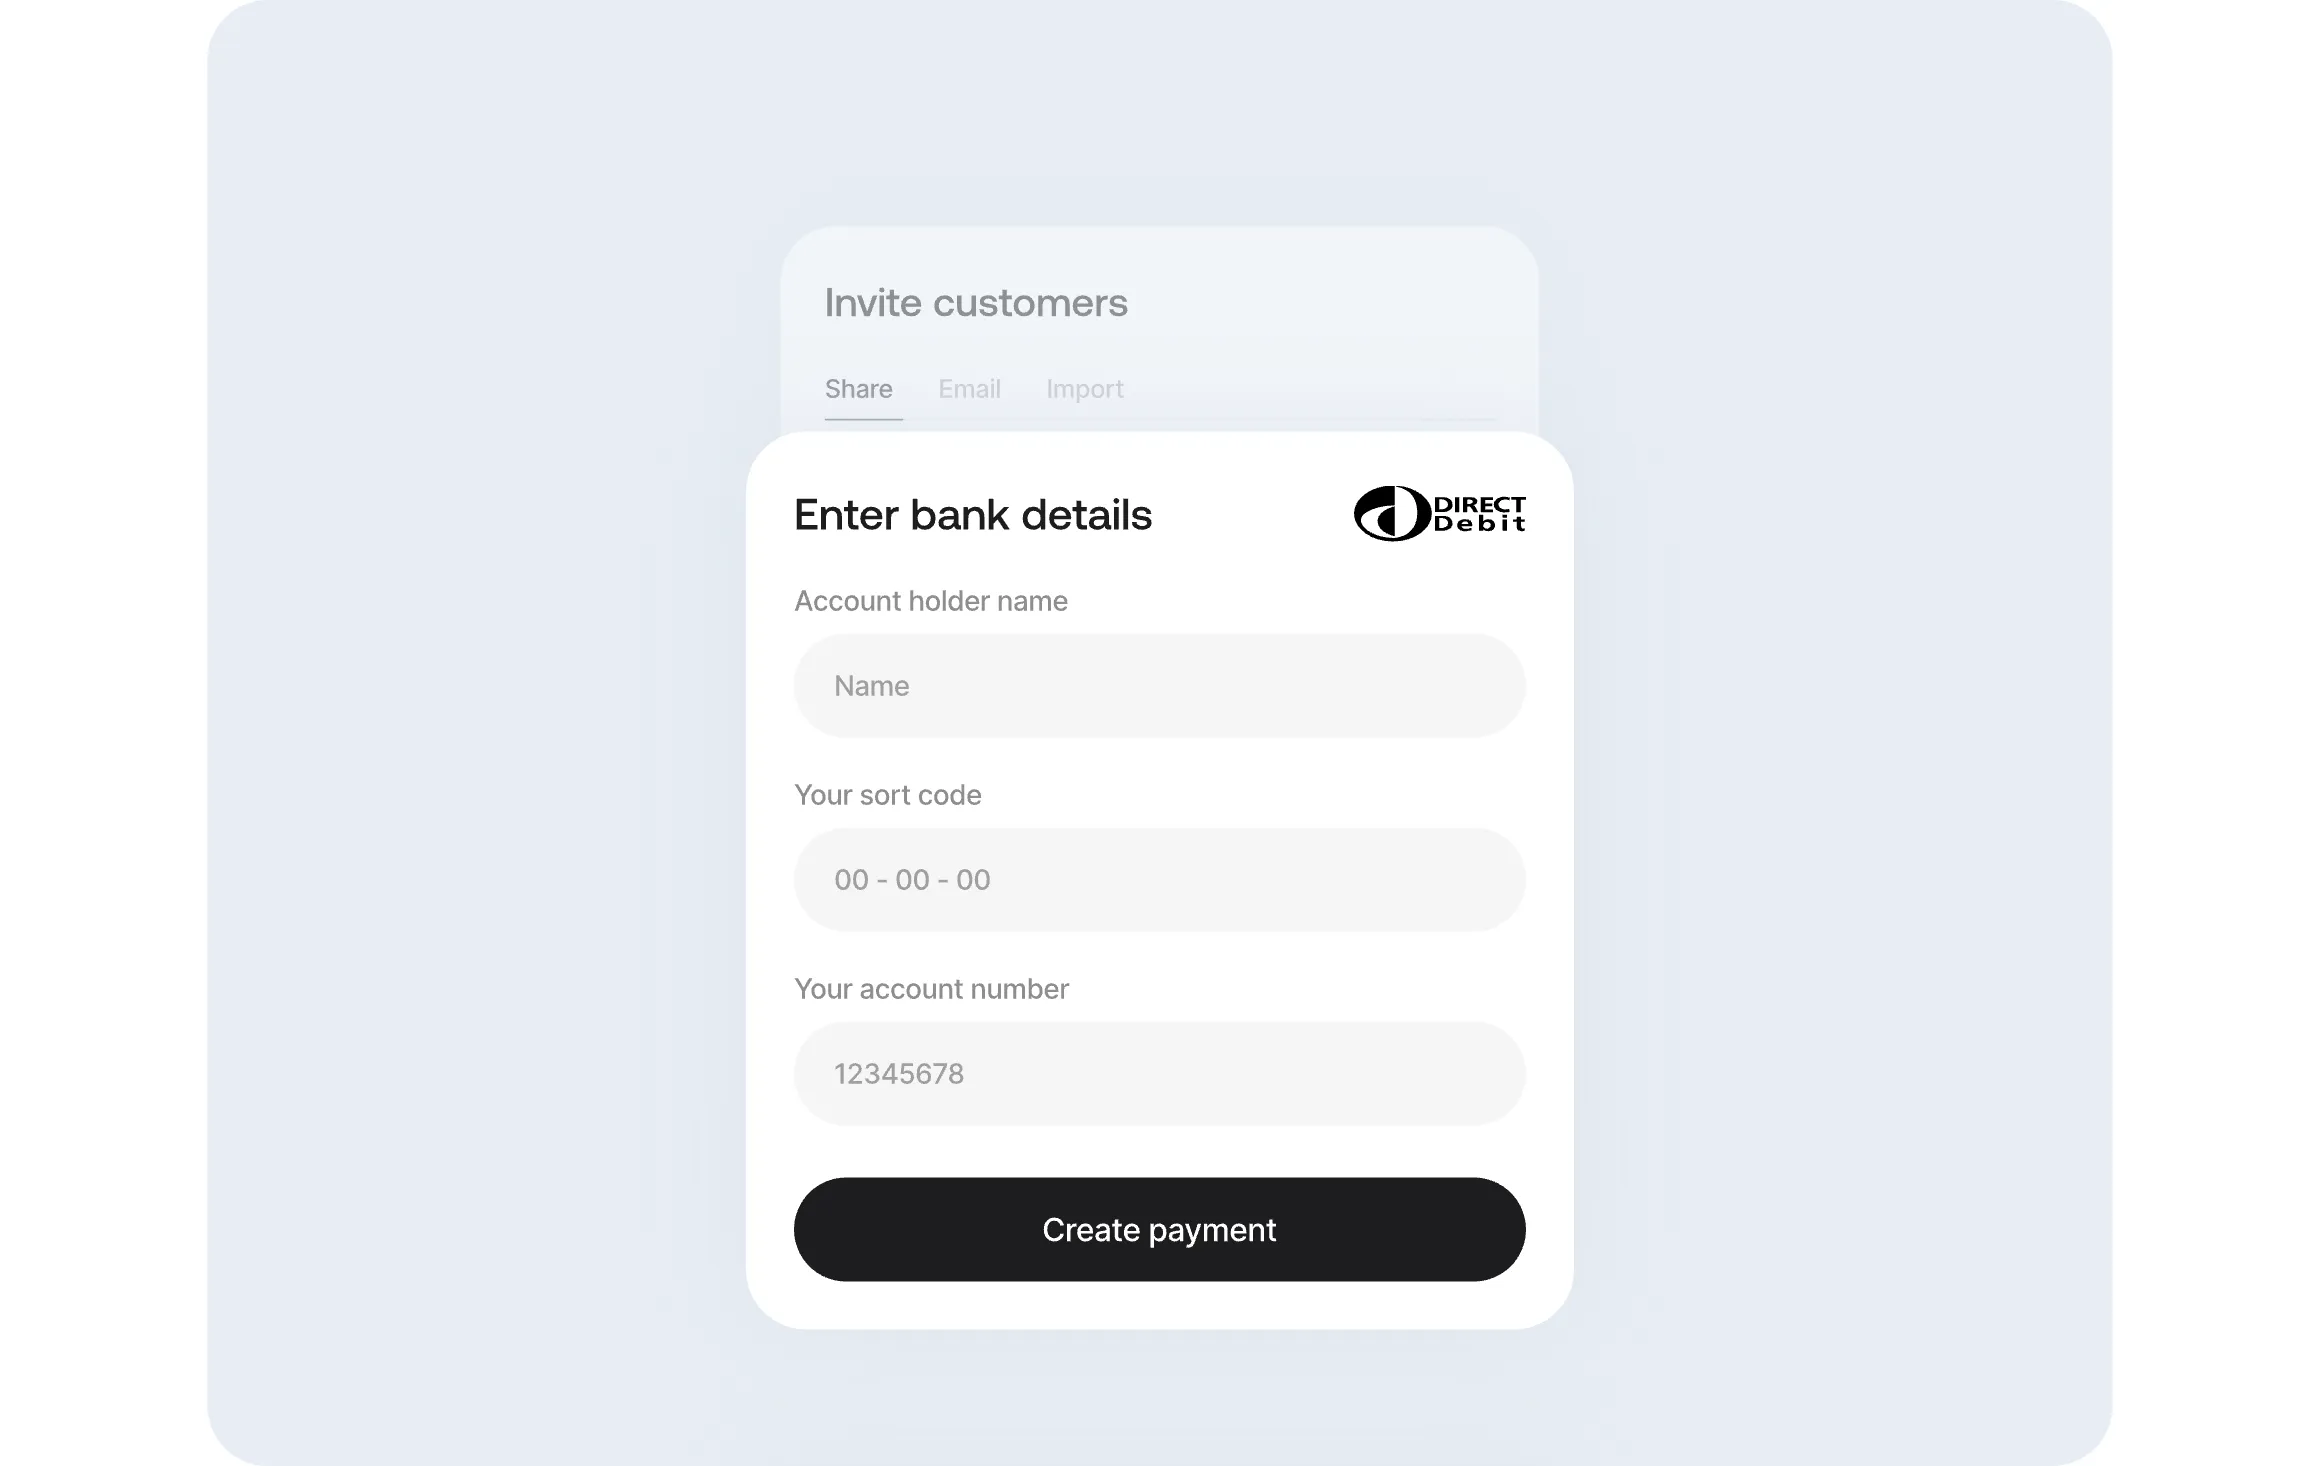 Invite customers
Share Email Import
Enter bank details
DIRECT
Debit
Account holder name
Name
Your sort code
00 - 00 - 00
Your account number
12345678
Create payment